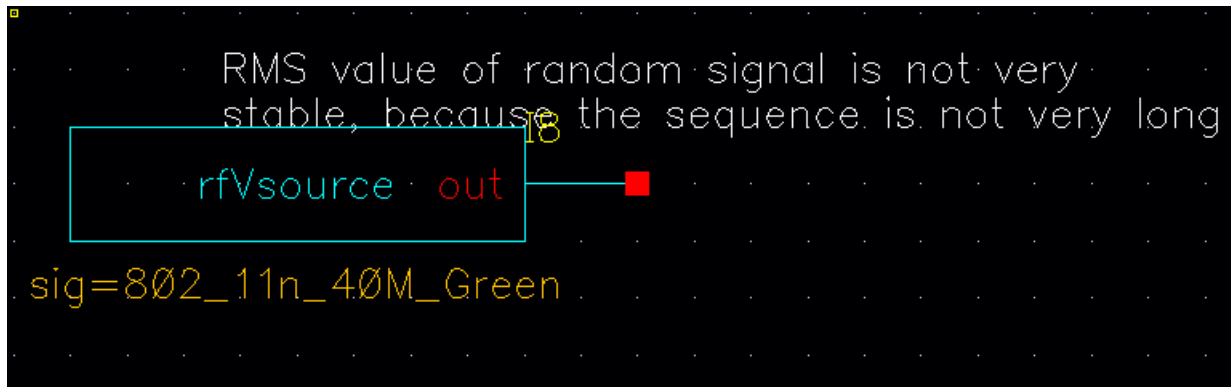 RMS value of random signal is not very
stable, because the sequence is not very long
I8
rfVsource out
sig=802_11n_40M_Green